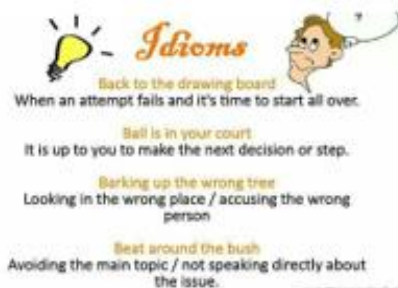 ?
Idioms
Back to the drawing board
When an attempt fails and it's time to start all over.
Ball is in your court
It is up to you to make the next decision or step.
Barking up the wrong tree
Looking in the wrong place / accusing the wrong
person
Beat around the bush
Avoiding the main topic / not speaking directly about
the issue.